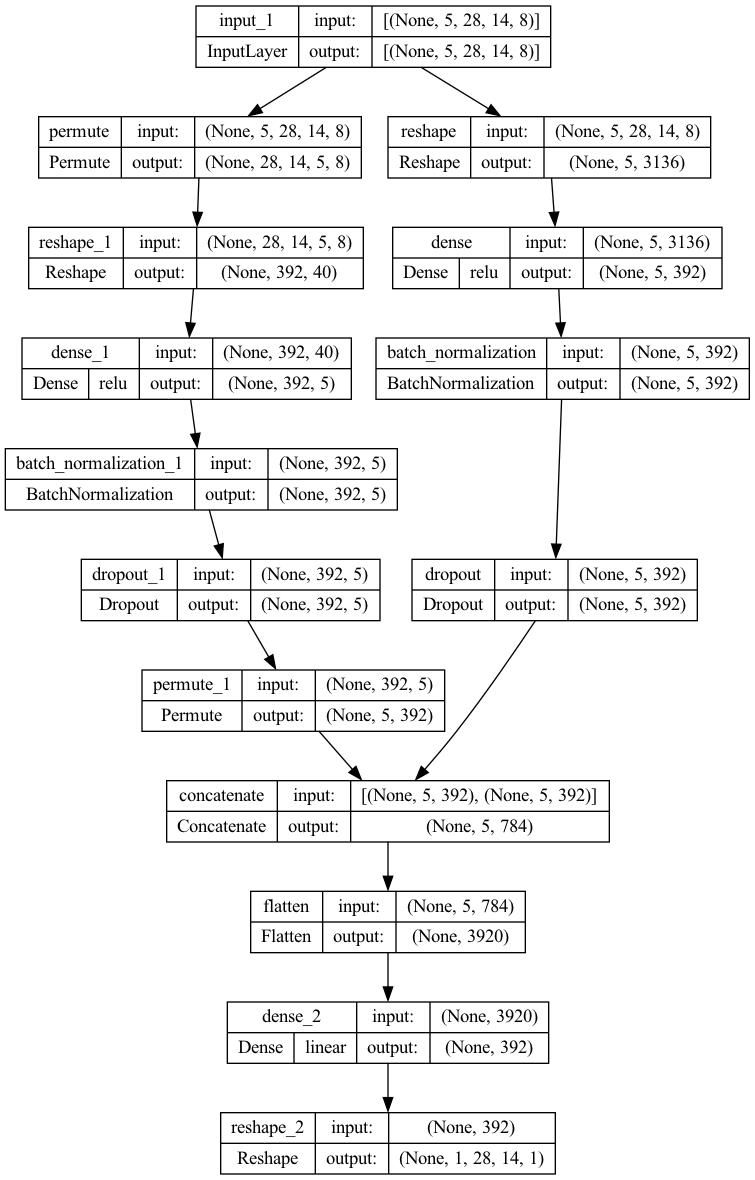 input_1 input: [(None, 5, 28, 14, 8)]
InputLayer output: [(None, 5, 28, 14, 8)]
permute input: (None, 5, 28, 14, 8)
Permute output: (None, 28, 14, 5, 8)
reshape input: (None, 5, 28, 14, 8)
Reshape output: (None, 5, 3136)
reshape_1 input: (None, 28, 14, 5, 8)
Reshape output: (None, 392, 40)
dense input: (None, 5, 3136)
Dense relu output: (None, 5, 392)
dense_1 input: (None, 392, 40)
Dense relu output: (None, 392, 5)
batch_normalization input: (None, 5, 392)
BatchNormalization output: (None, 5, 392)
batch_normalization_1 input: (None, 392, 5)
BatchNormalization output: (None, 392, 5)
dropout_1 input: (None, 392, 5)
Dropout output: (None, 392, 5)
dropout input: (None, 5, 392)
Dropout output: (None, 5, 392)
permute_1 input: (None, 392, 5)
Permute output: (None, 5, 392)
concatenate input: [(None, 5, 392), (None, 5, 392)]
Concatenate output: (None, 5, 784)
flatten input: (None, 5, 784)
Flatten output: (None, 3920)
dense_2 input: (None, 3920)
Dense linear output: (None, 392)
reshape_2 input: (None, 392)
Reshape output: (None, 1, 28, 14, 1)